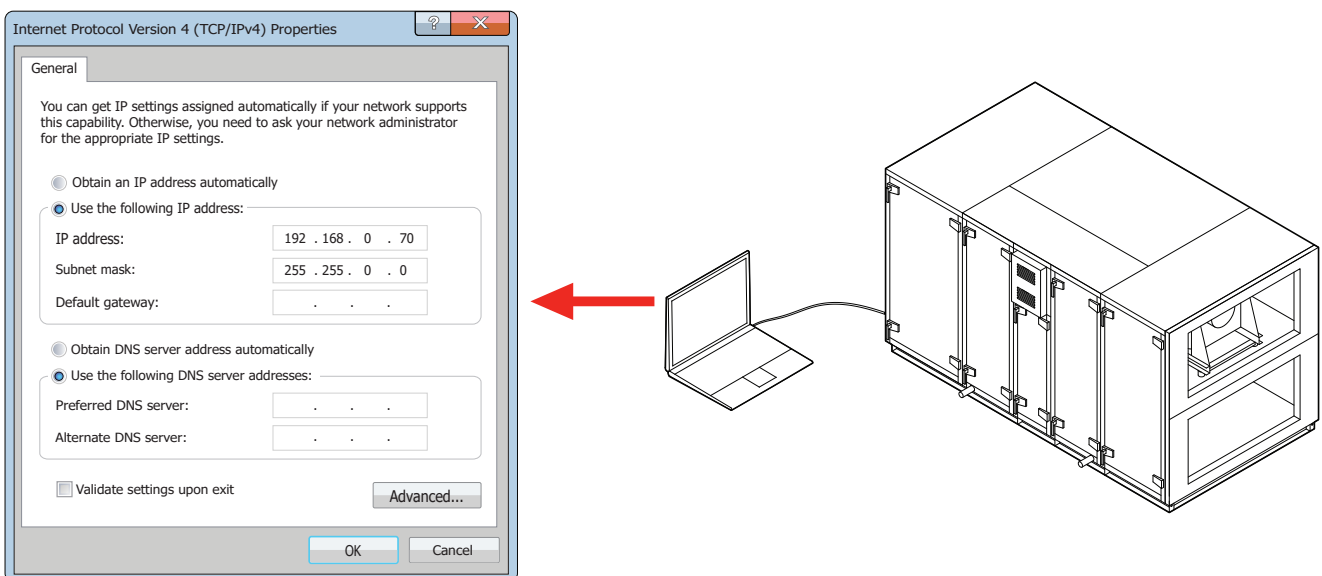 Internet Protocol Version 4 (TCP/IPv4) Properties
?
X
General
You can get IP settings assigned automatically if your network supports
this capability. Otherwise, you need to ask your network administrator
for the appropriate IP settings.
Obtain an IP address automatically
Use the following IP address:
IP address: 192 . 168 . 0 . 70
Subnet mask: 255 . 255 . 0 . 0
Default gateway: . . .
Obtain DNS server address automatically
Use the following DNS server addresses:
Preferred DNS server: . . .
Alternate DNS server: . . .
Validate settings upon exit
Advanced...
OK Cancel